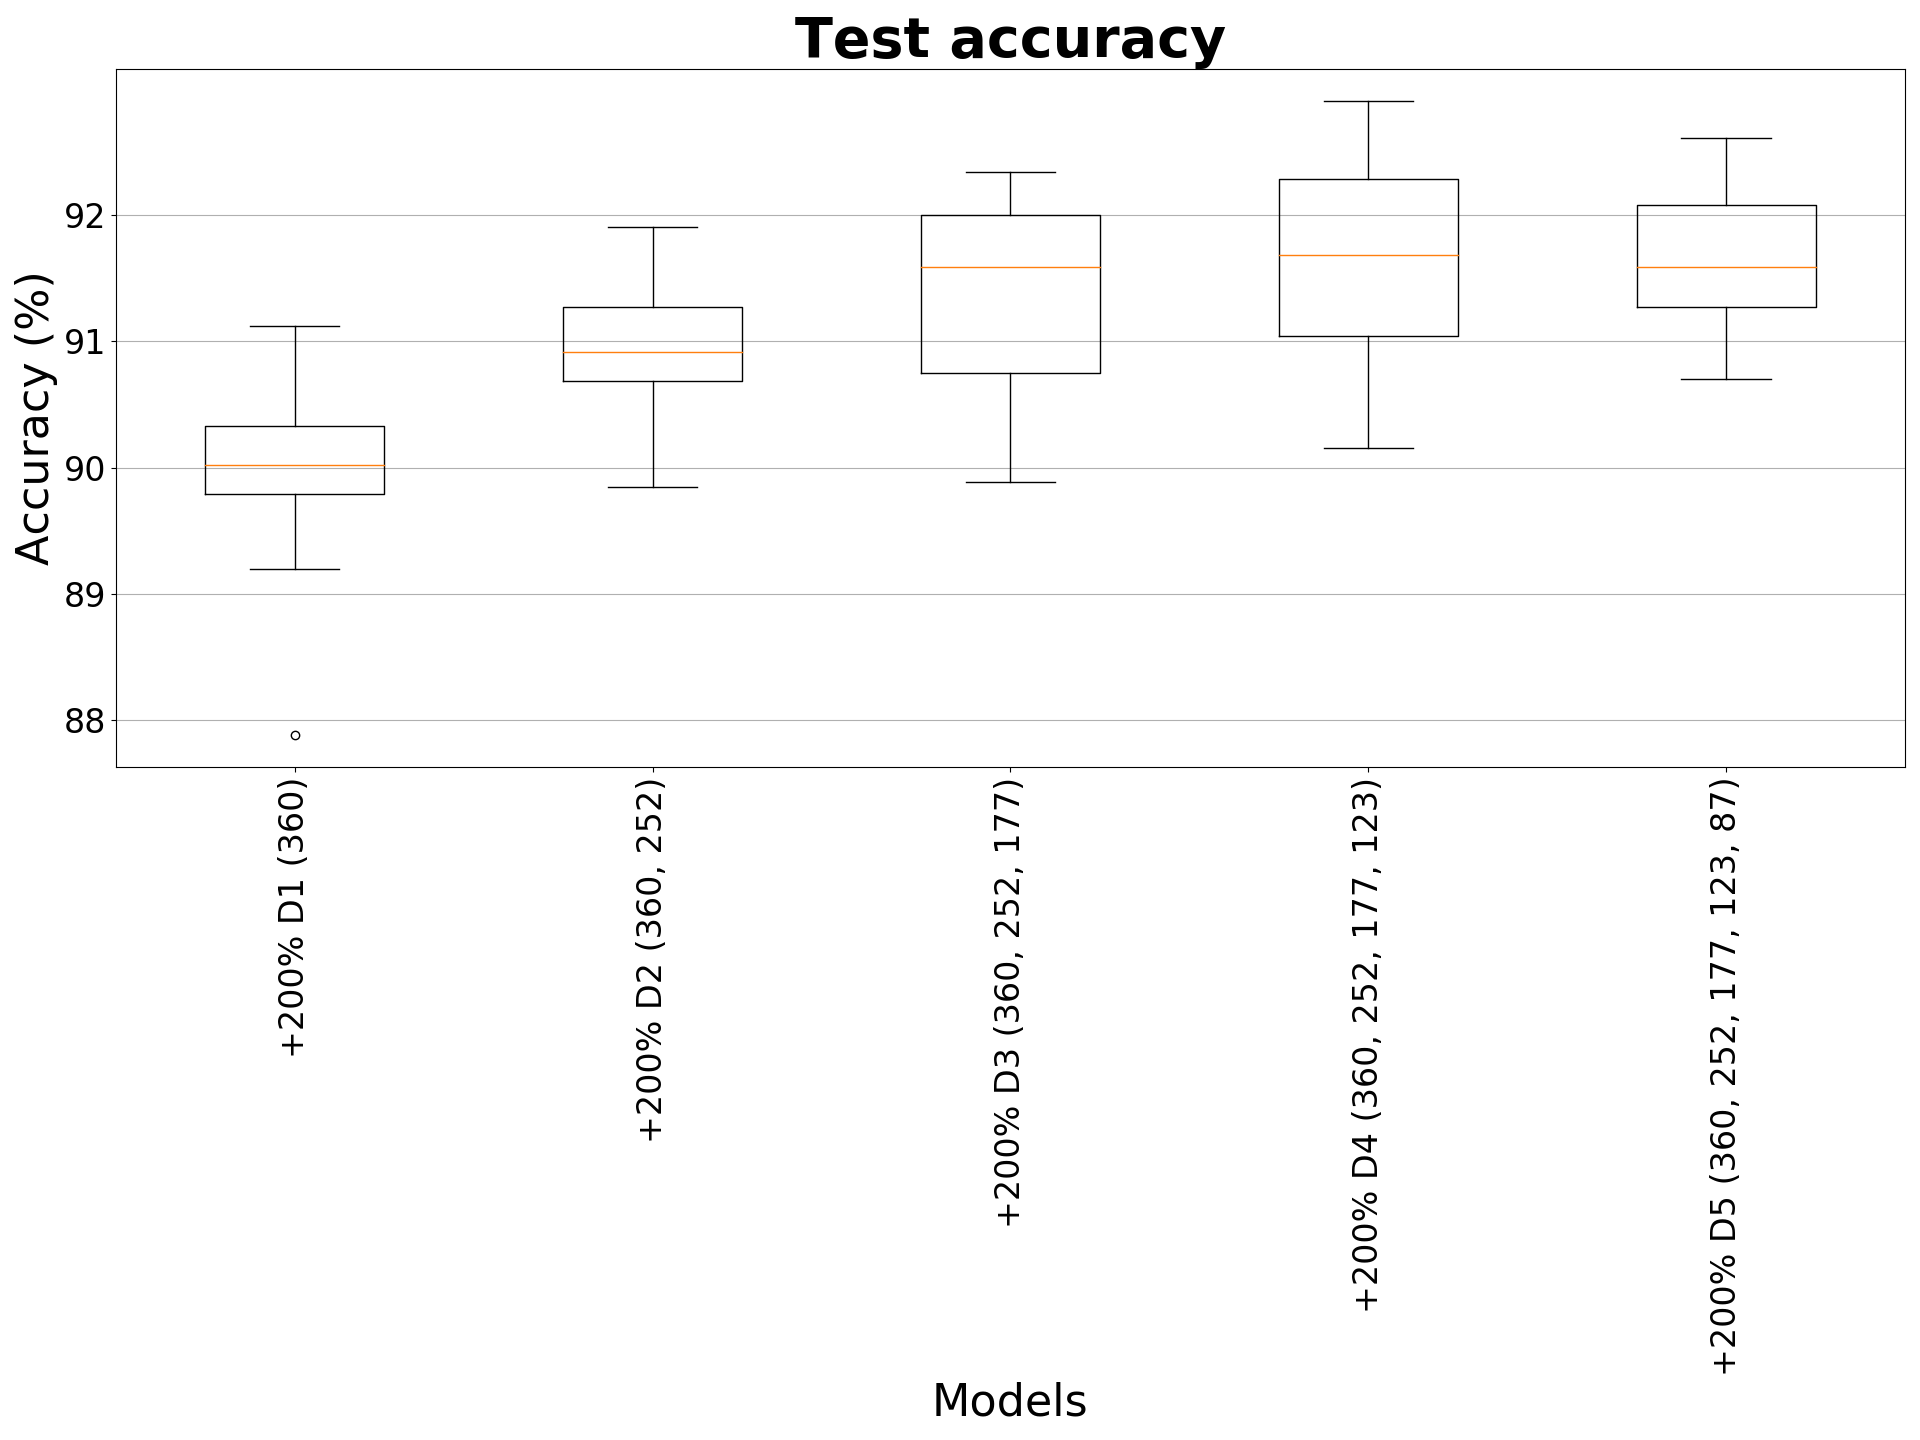 Test accuracy
Accuracy (%)
92
91
90
89
88
+200% D1 (360)
+200% D2 (360, 252)
+200% D3 (360, 252, 177)
+200% D4 (360, 252, 177, 123)
+200% D5 (360, 252, 177, 123, 87)
Models